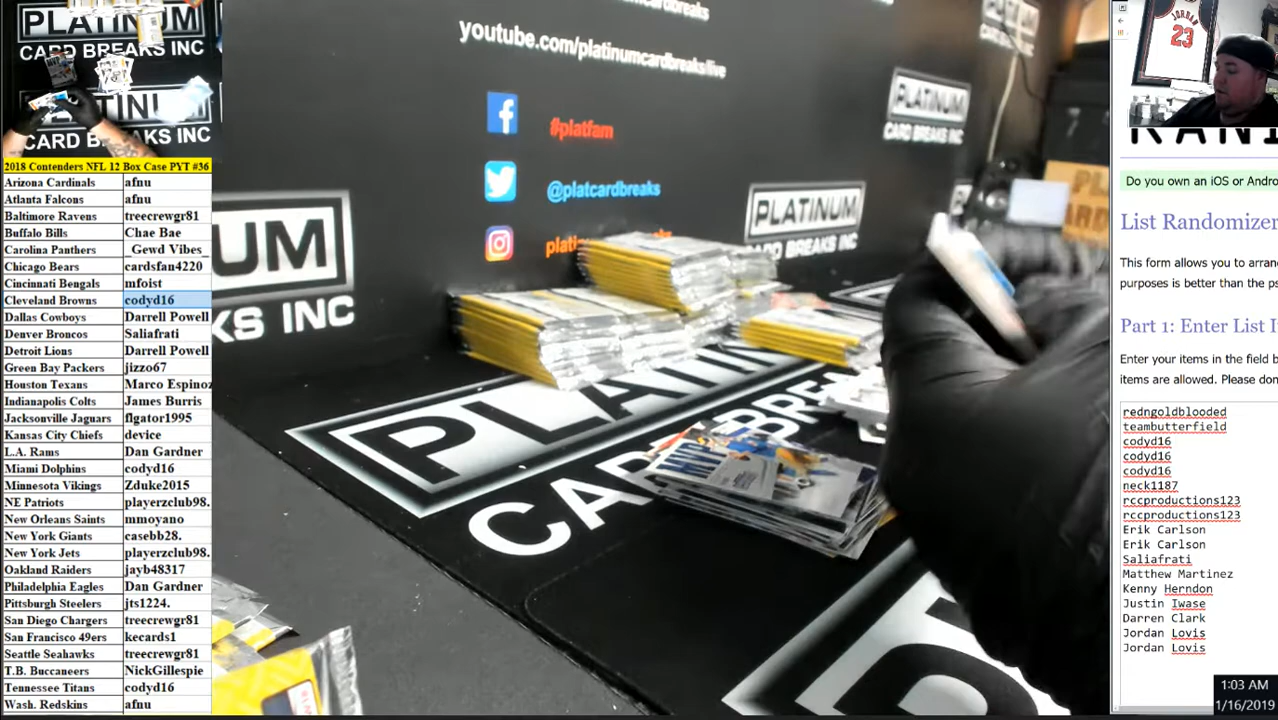 PLATINUM
CARD BREAKS INC
CARD BREAKS INC
2018 Contenders NFL 12 Box Case PYT #36
Arizona Cardinals afnu
Atlanta Falcons afnu
Baltimore Ravens treecrewgr81
Buffalo Bills Chae Bae
Carolina Panthers _Gewd Vibes_
Chicago Bears cardsfan4220
Cincinnati Bengals mfoist
Cleveland Browns codyd16
Dallas Cowboys Darrell Powell
Denver Broncos Saliafrati
Detroit Lions Darrell Powell
Green Bay Packers jizzo67
Houston Texans Marco Espinoz
Indianapolis Colts James Burris
Jacksonville Jaguars flgator1995
Kansas City Chiefs device
L.A. Rams Dan Gardner
Miami Dolphins codyd16
Minnesota Vikings Zduke2015
NE Patriots playerzclub98.
New Orleans Saints mmoyano
New York Giants casebb28.
New York Jets playerzclub98.
Oakland Raiders jayb48317
Philadelphia Eagles Dan Gardner
Pittsburgh Steelers jts1224.
San Diego Chargers treecrewgr81
San Francisco 49ers kecards1
Seattle Seahawks treecrewgr81
T.B. Buccaneers NickGillespie
Tennessee Titans codyd16
Wash. Redskins afnu
youtube.com/platinumcardbreaks/live
#platfam
@platcardbreaks
PLATINUM
CARD BREAKS INC
PLATINUM
BREAKS INC
UM
KS INC
JORDAN
23
Do you own an iOS or Andro
List Randomizer
This form allows you to arran
purposes is better than the ps
Part 1: Enter List I
Enter your items in the field b
items are allowed. Please don
redngoldblooded
teambutterfield
codyd16
codyd16
codyd16
neck1187
rccproductions123
rccproductions123
Erik Carlson
Erik Carlson
Saliafrati
Matthew Martinez
Kenny Herndon
Justin Iwase
Darren Clark
Jordan Lovis
Jordan Lovis
1:03 AM
1/16/2019